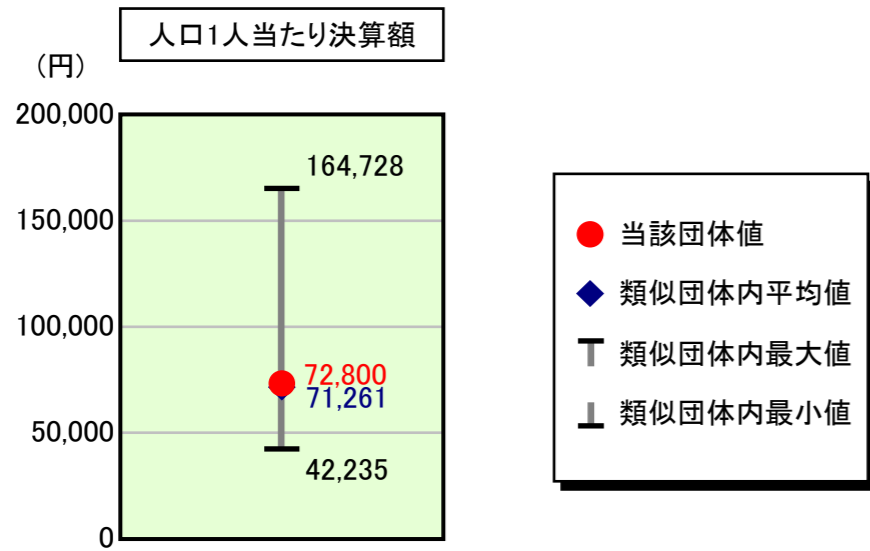 人口1人当たり決算額
(円)
200,000
164,728
150,000
100,000
72,800
71,261
50,000
42,235
0
当該団体値
類似団体内平均値
類似団体内最大値
類似団体内最小値